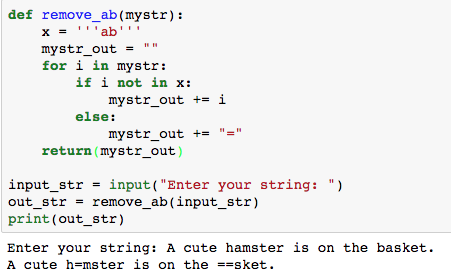 def remove_ab(mystr):
    x = '''ab'''
    mystr_out = ""
    for i in mystr:
        if i not in x:
            mystr_out += i
        else:
            mystr_out += "="
    return(mystr_out)

input_str = input("Enter your string: ")
out_str = remove_ab(input_str)
print(out_str)
Enter your string: A cute hamster is on the basket.
A cute h=mster is on the ==sket.